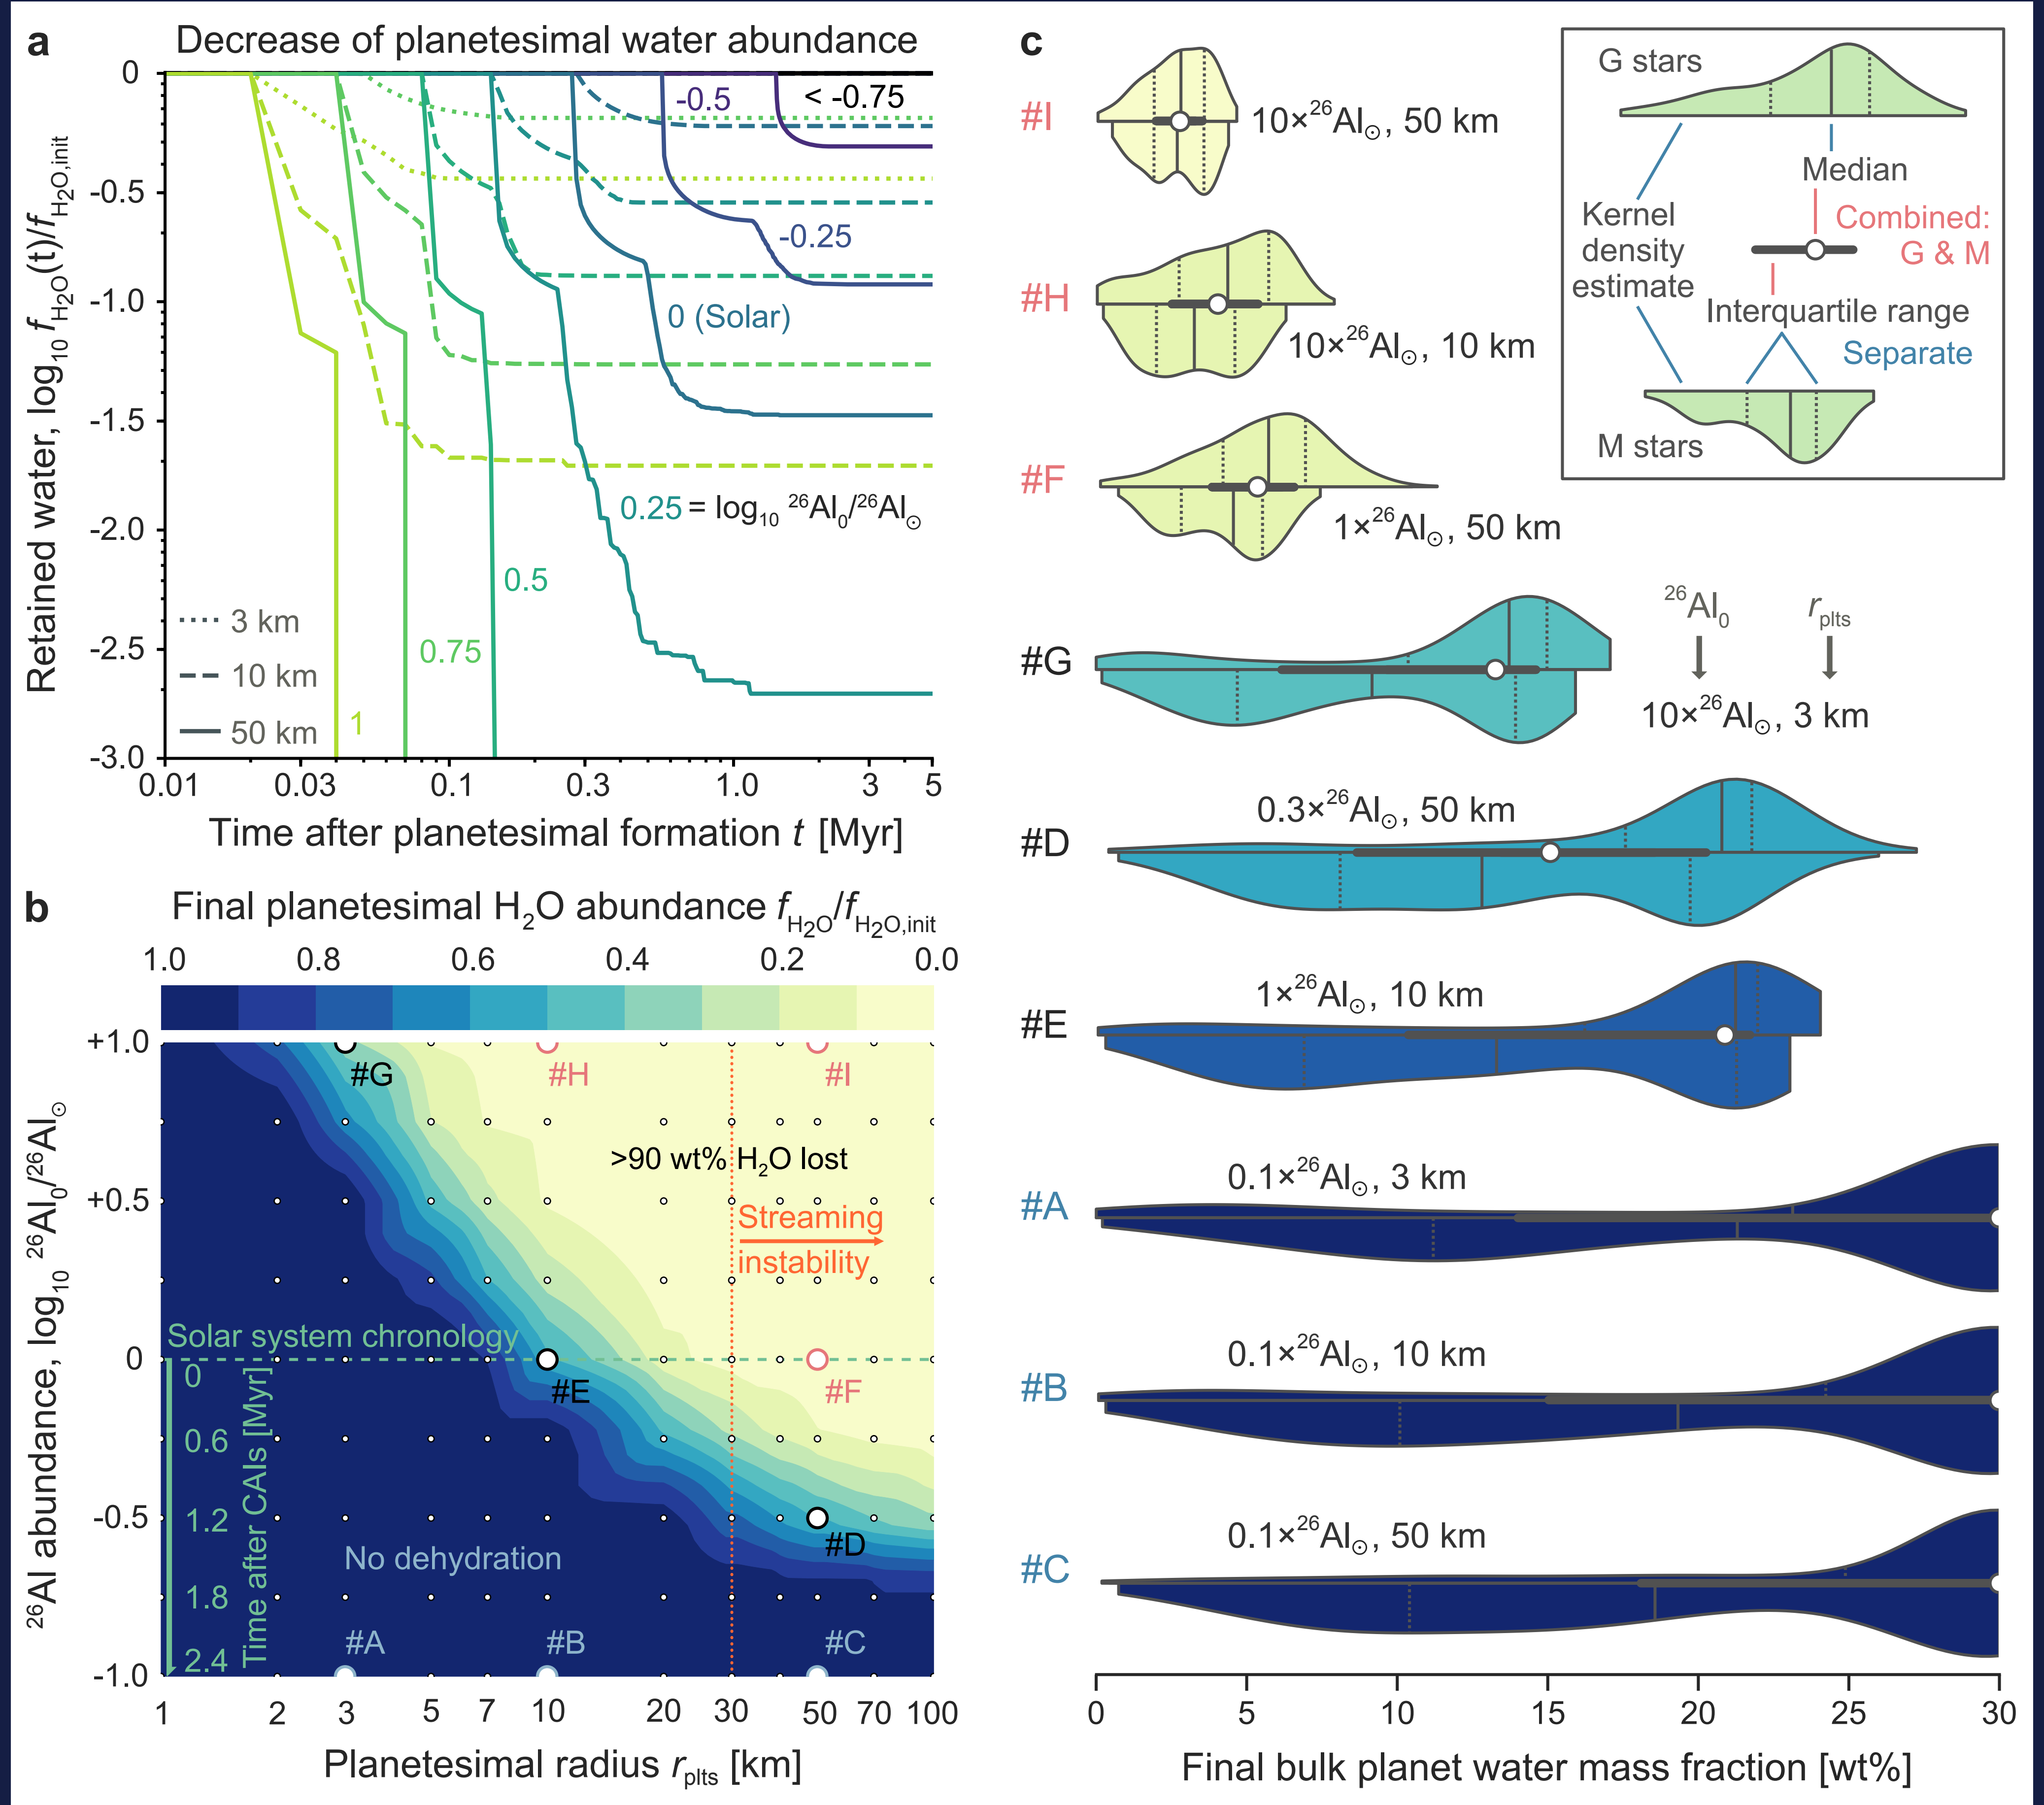 a
Decrease of planetesimal water abundance
Retained water, log₁₀ f_H₂O(t)/f_H₂O,init
0
-0.5
-1.0
-1.5
-2.0
-2.5
-3.0
-0.5
< -0.75
-0.25
0 (Solar)
0.25 = log₁₀ ²⁶Al₀/²⁶Al☉
0.5
0.75
1
3 km
10 km
50 km
0.01 0.03 0.1 0.3 1.0 3 5
Time after planetesimal formation t [Myr]
b
Final planetesimal H₂O abundance f_H₂O/f_H₂O,init
1.0 0.8 0.6 0.4 0.2 0.0
²⁶Al abundance, log₁₀ ²⁶Al₀/²⁶Al☉
+1.0
+0.5
0
-0.5
-1.0
#G
#H
#I
>90 wt% H₂O lost
Streaming
instability
Solar system chronology
#E
#F
#D
No dehydration
#A
#B
#C
0
0.6
1.2
1.8
2.4
Time after CAIs [Myr]
1 2 3 5 7 10 20 30 50 70 100
Planetesimal radius r_plts [km]
c
#I
10×²⁶Al☉, 50 km
#H
10×²⁶Al☉, 10 km
#F
1×²⁶Al☉, 50 km
#G
²⁶Al₀
r_plts
10×²⁶Al☉, 3 km
#D
0.3×²⁶Al☉, 50 km
#E
1×²⁶Al☉, 10 km
#A
0.1×²⁶Al☉, 3 km
#B
0.1×²⁶Al☉, 10 km
#C
0.1×²⁶Al☉, 50 km
0 5 10 15 20 25 30
Final bulk planet water mass fraction [wt%]
G stars
Median
Kernel
density
estimate
Combined:
G & M
Interquartile range
Separate
M stars